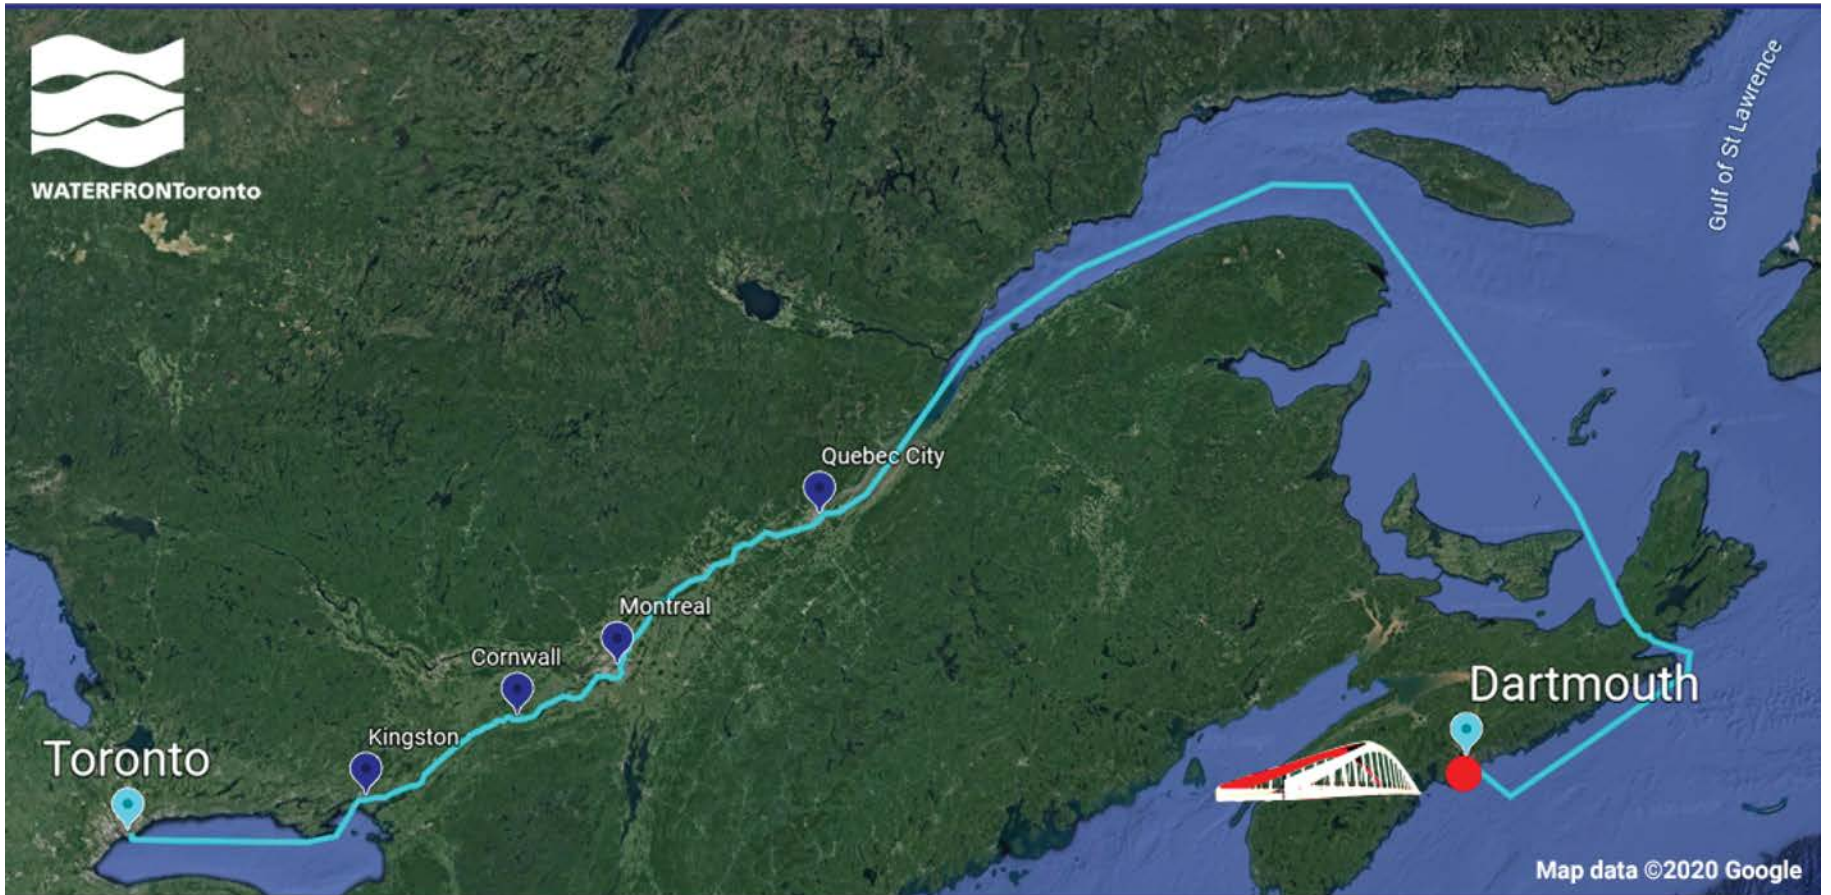 WATERFRONToronto
Gulf of St Lawrence
Quebec City
Montreal
Cornwall
Kingston
Toronto
Dartmouth
Map data ©2020 Google